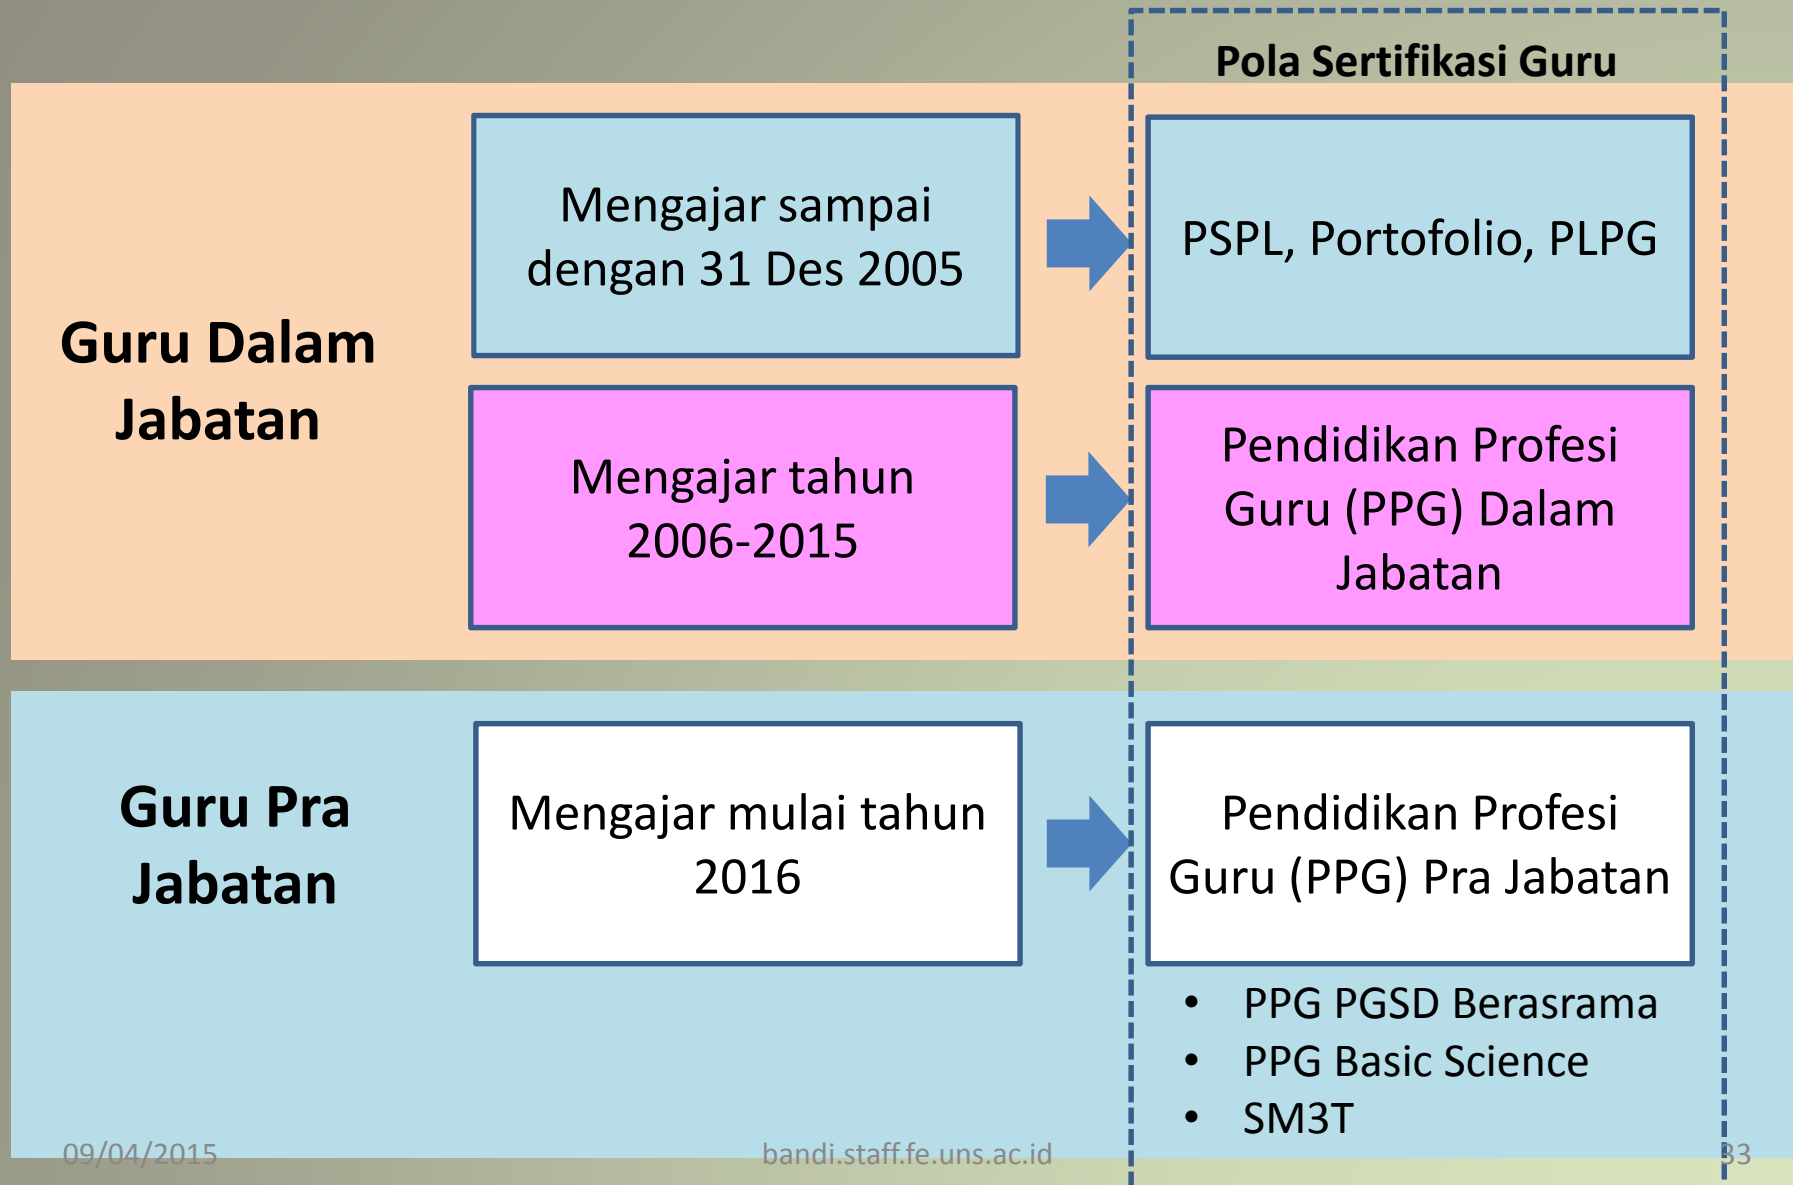 Pola Sertifikasi Guru
Guru Dalam
Jabatan
Mengajar sampai
dengan 31 Des 2005
PSPL, Portofolio, PLPG
Mengajar tahun
2006-2015
Pendidikan Profesi
Guru (PPG) Dalam
Jabatan
Guru Pra
Jabatan
Mengajar mulai tahun
2016
Pendidikan Profesi
Guru (PPG) Pra Jabatan
• PPG PGSD Berasrama
• PPG Basic Science
• SM3T
09/04/2015
bandi.staff.fe.uns.ac.id
33